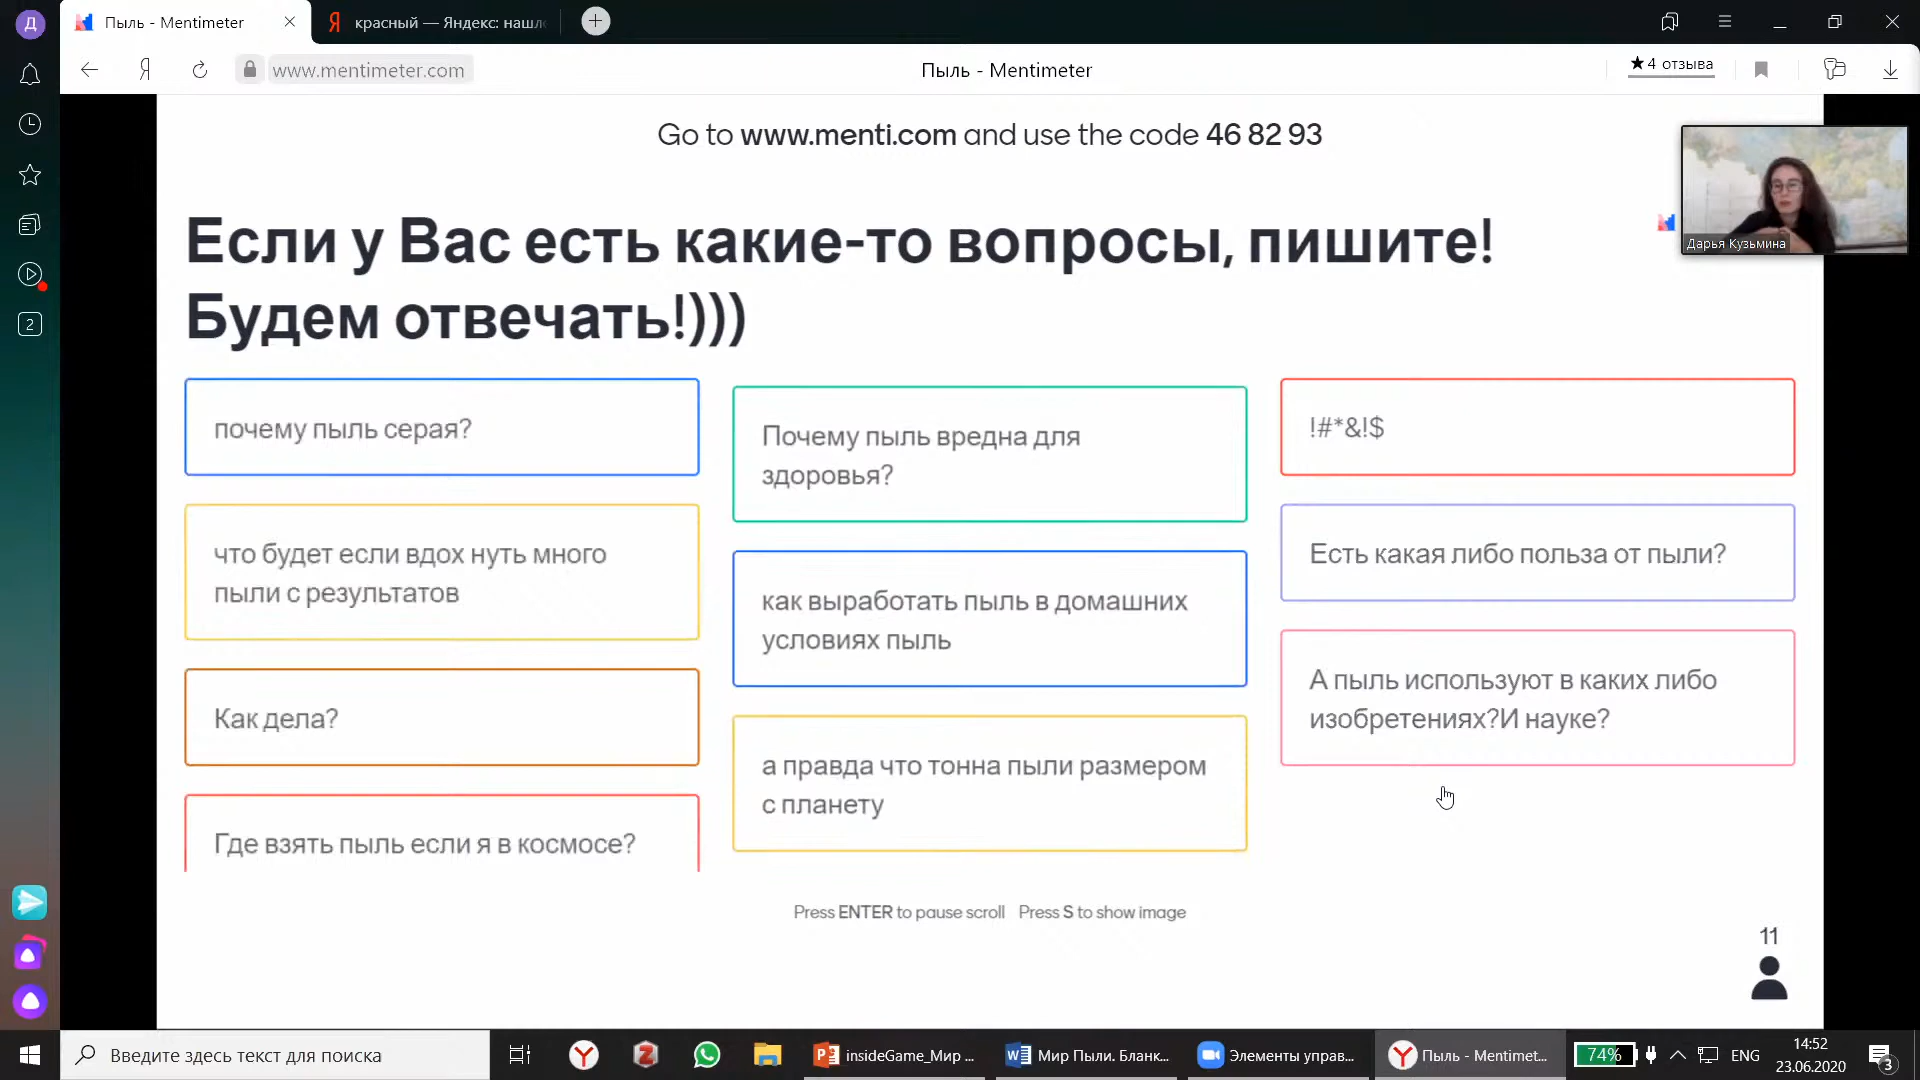 Д
Пыль - Mentimeter
Я
красный — Яндекс: нашл
Я
www.mentimeter.com
Пыль - Mentimeter
★4 отзыва
2
Go to www.menti.com and use the code 46 82 93
Дарья Кузьмина
Если у Вас есть какие-то вопросы, пишите!
Будем отвечать!)))
почему пыль серая?
что будет если вдох нуть много
пыли с результатов
Как дела?
Где взять пыль если я в космосе?
Почему пыль вредна для
здоровья?
как выработать пыль в домашних
условиях пыль
а правда что тонна пыли размером
с планету
!#*&!$
Есть какая либо польза от пыли?
А пыль используют в каких либо
изобретениях?И науке?
Press ENTER to pause scroll Press S to show image
11
Введите здесь текст для поиска
insideGame_Мир ...
Мир Пыли. Бланк...
Элементы управ...
Пыль - Mentimet...
74%
ENG
14:52
23.06.2020
3